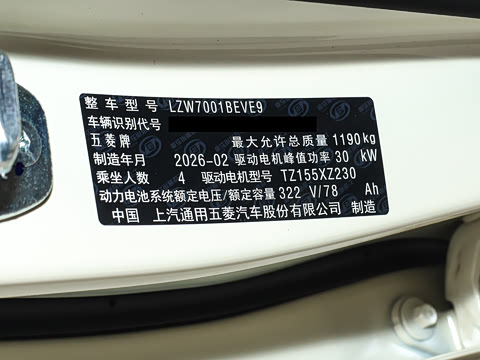 整车型号 LZW7001BEVE9
车辆识别代号
五菱牌 最大允许总质量 1190kg
制造年月 2026-02 驱动电机峰值功率 30 kW
乘坐人数 4 驱动电机型号 TZ155XZ230
动力电池系统额定电压/额定容量 322 V/78 Ah
中国 上汽通用五菱汽车股份有限公司 制造